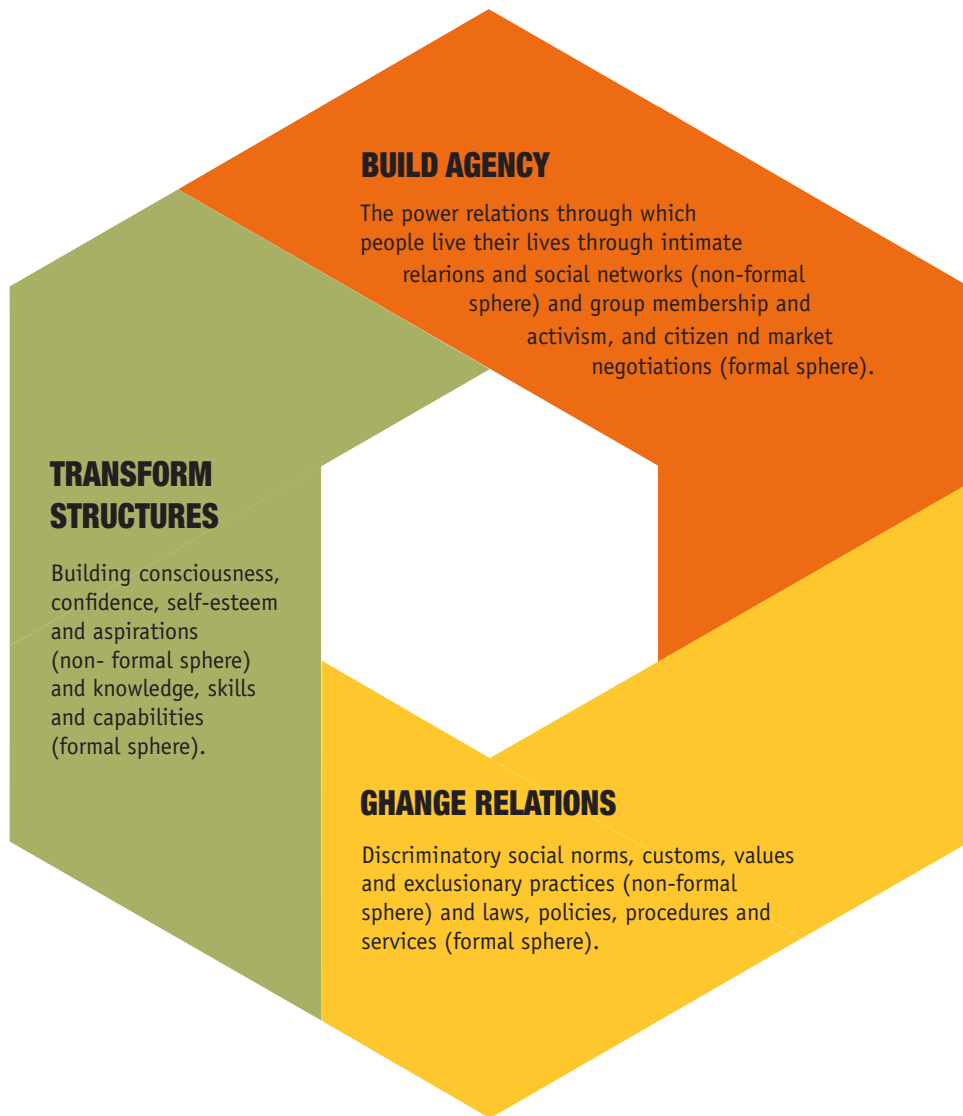 BUILD AGENCY
The power relations through which
people live their lives through intimate
relarions and social networks (non-formal
sphere) and group membership and
activism, and citizen nd market
negotiations (formal sphere).
TRANSFORM
STRUCTURES
Building consciousness,
confidence, self-esteem
and aspirations
(non- formal sphere)
and knowledge, skills
and capabilities
(formal sphere).
GHANGE RELATIONS
Discriminatory social norms, customs, values
and exclusionary practices (non-formal
sphere) and laws, policies, procedures and
services (formal sphere).